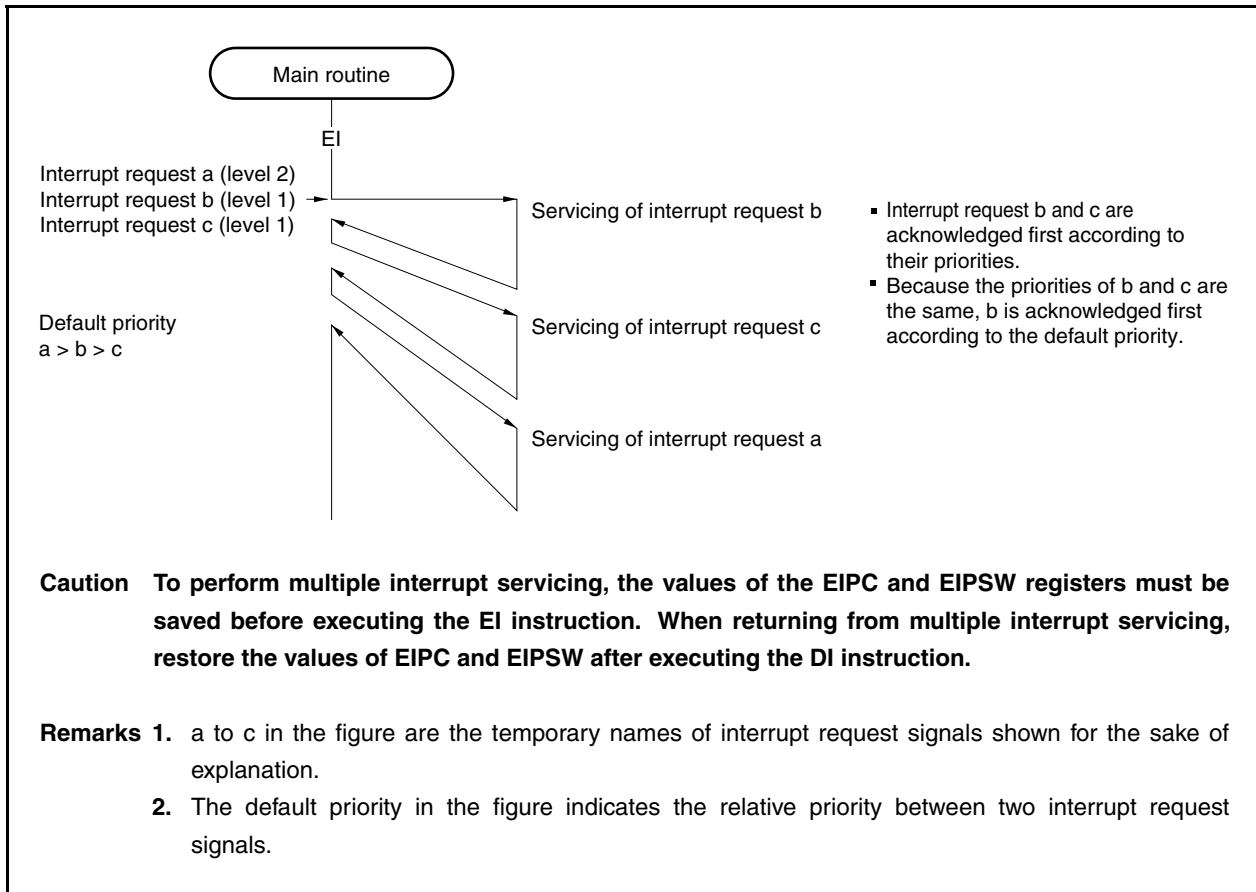 Main routine
EI
Interrupt request a (level 2)
Interrupt request b (level 1)
Interrupt request c (level 1)
Default priority
a > b > c
Servicing of interrupt request b
Servicing of interrupt request c
Servicing of interrupt request a
▪ Interrupt request b and c are
acknowledged first according to
their priorities.
▪ Because the priorities of b and c are
the same, b is acknowledged first
according to the default priority.
Caution To perform multiple interrupt servicing, the values of the EIPC and EIPSW registers must be
saved before executing the EI instruction. When returning from multiple interrupt servicing,
restore the values of EIPC and EIPSW after executing the DI instruction.
Remarks 1. a to c in the figure are the temporary names of interrupt request signals shown for the sake of
explanation.
2. The default priority in the figure indicates the relative priority between two interrupt request
signals.